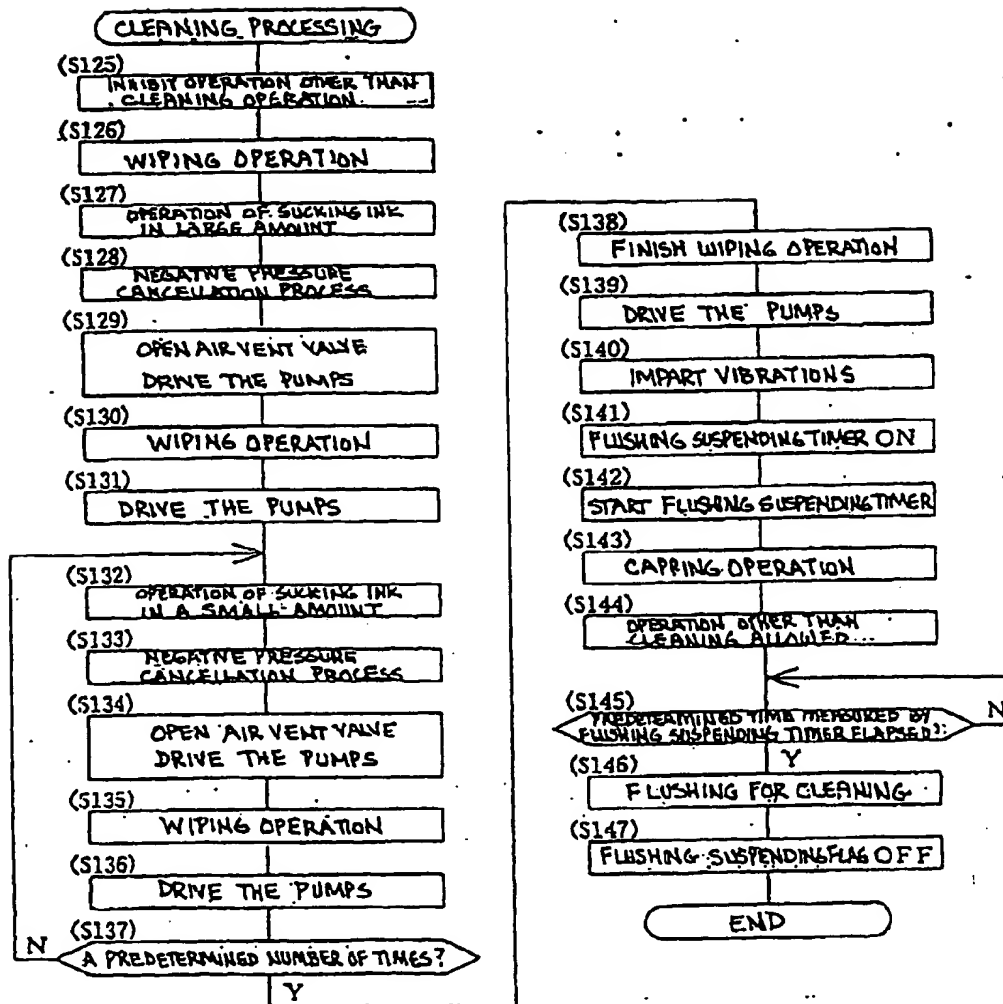 CLEANING PROCESSING
(S125)
INHIBIT OPERATION OTHER THAN
CLEANING OPERATION
(S126)
WIPING OPERATION
(S127)
OPERATION OF SUCKING INK
IN LARGE AMOUNT
(S128)
NEGATIVE PRESSURE
CANCELLATION PROCESS
(S129)
OPEN AIR VENT VALVE
DRIVE THE PUMPS
(S130)
WIPING OPERATION
(S131)
DRIVE THE PUMPS
(S132)
OPERATION OF SUCKING INK
IN A SMALL AMOUNT
(S133)
NEGATIVE PRESSURE
CANCELLATION PROCESS
(S134)
OPEN AIR VENT VALVE
DRIVE THE PUMPS
(S135)
WIPING OPERATION
(S136)
DRIVE THE PUMPS
(S137)
N
A PREDETERMINED NUMBER OF TIMES?
Y
(S138)
FINISH WIPING OPERATION
(S139)
DRIVE THE PUMPS
(S140)
IMPART VIBRATIONS
(S141)
FLUSHING SUSPENDING TIMER ON
(S142)
START FLUSHING SUSPENDING TIMER
(S143)
CAPPING OPERATION
(S144)
OPERATION OTHER THAN
CLEANING ALLOWED...
(S145)
N
PREDETERMINED TIME MEASURED BY
FLUSHING SUSPENDING TIMER ELAPSED?
Y
(S146)
FLUSHING FOR CLEANING
(S147)
FLUSHING SUSPENDING FLAG OFF
END